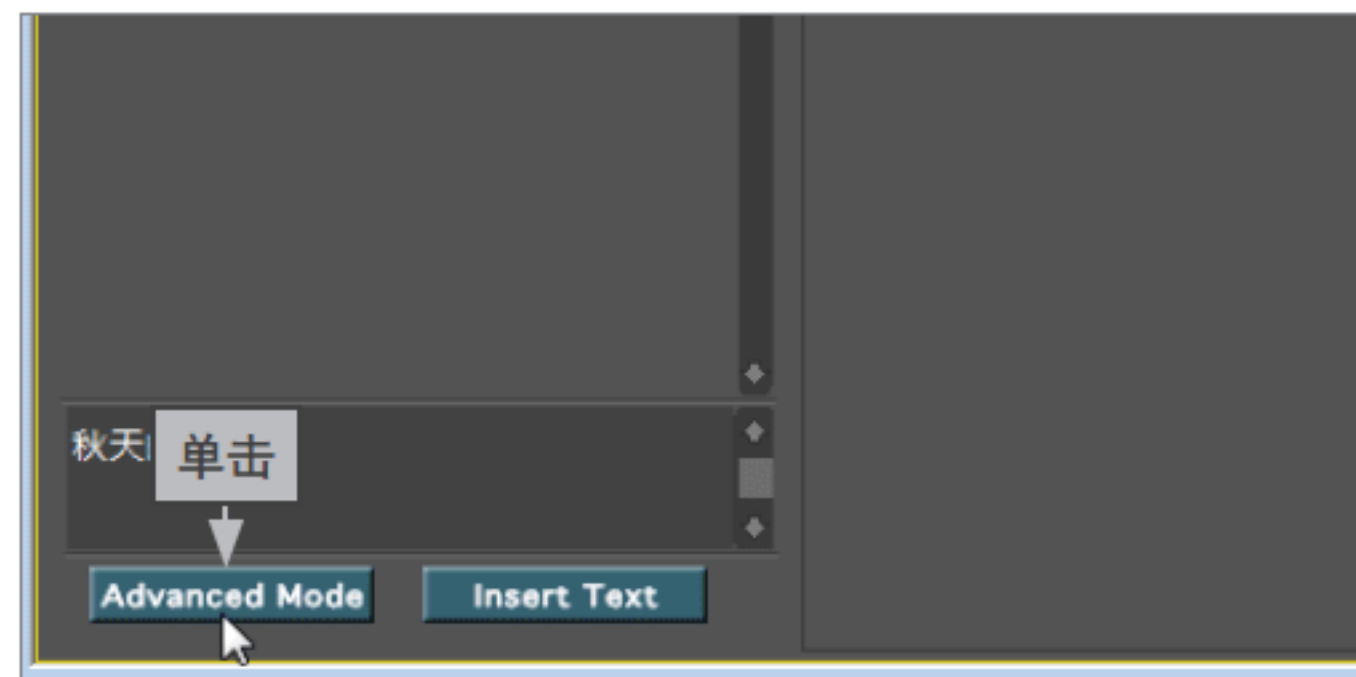 秋天
单击
Advanced Mode
Insert Text